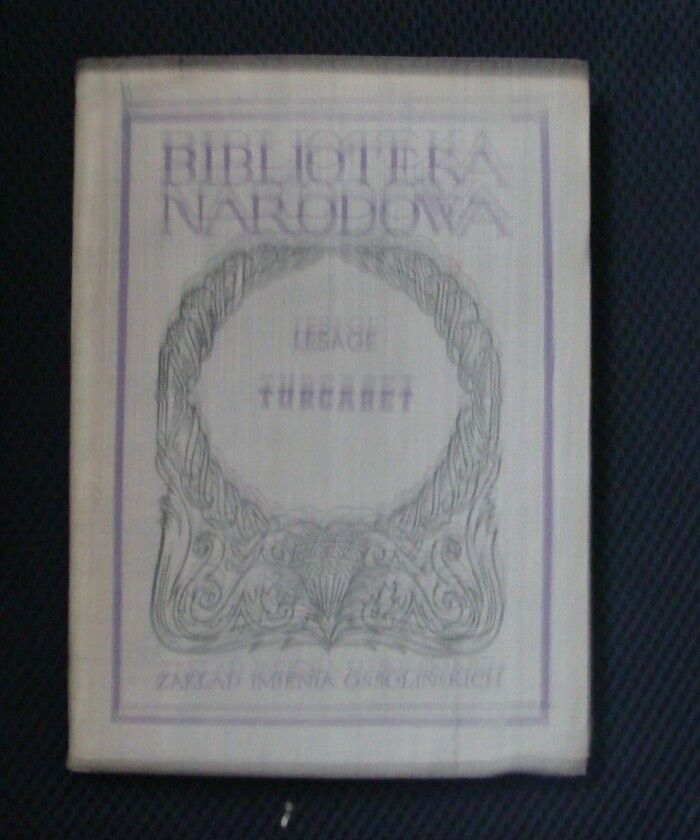 BIBLIOTEKA
NARODOWA
LESAGE
TURCARET
ZAKŁAD IMIENIA OSSOLIŃSKICH